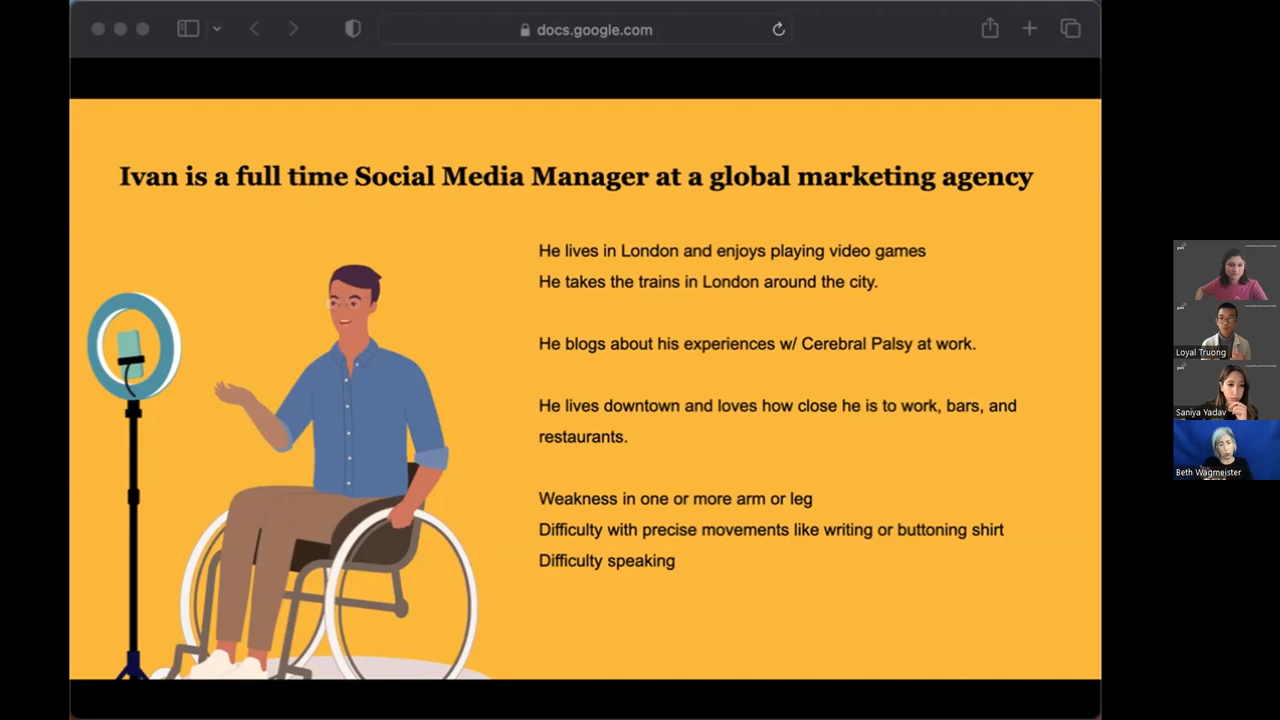 docs.google.com
Ivan is a full time Social Media Manager at a global marketing agency
He lives in London and enjoys playing video games
He takes the trains in London around the city.
He blogs about his experiences w/ Cerebral Palsy at work.
He lives downtown and loves how close he is to work, bars, and
restaurants.
Weakness in one or more arm or leg
Difficulty with precise movements like writing or buttoning shirt
Difficulty speaking
Loyal Truong
Saniya Yadav
Beth Wagmeister